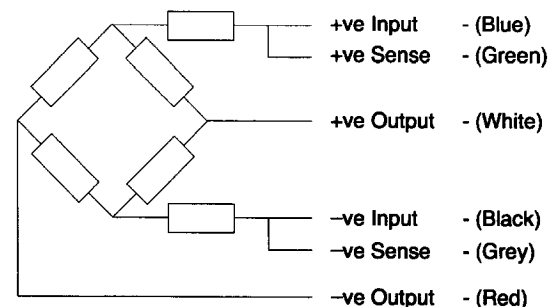 +ve Input - (Blue)
+ve Sense - (Green)
+ve Output - (White)
–ve Input - (Black)
–ve Sense - (Grey)
–ve Output - (Red)